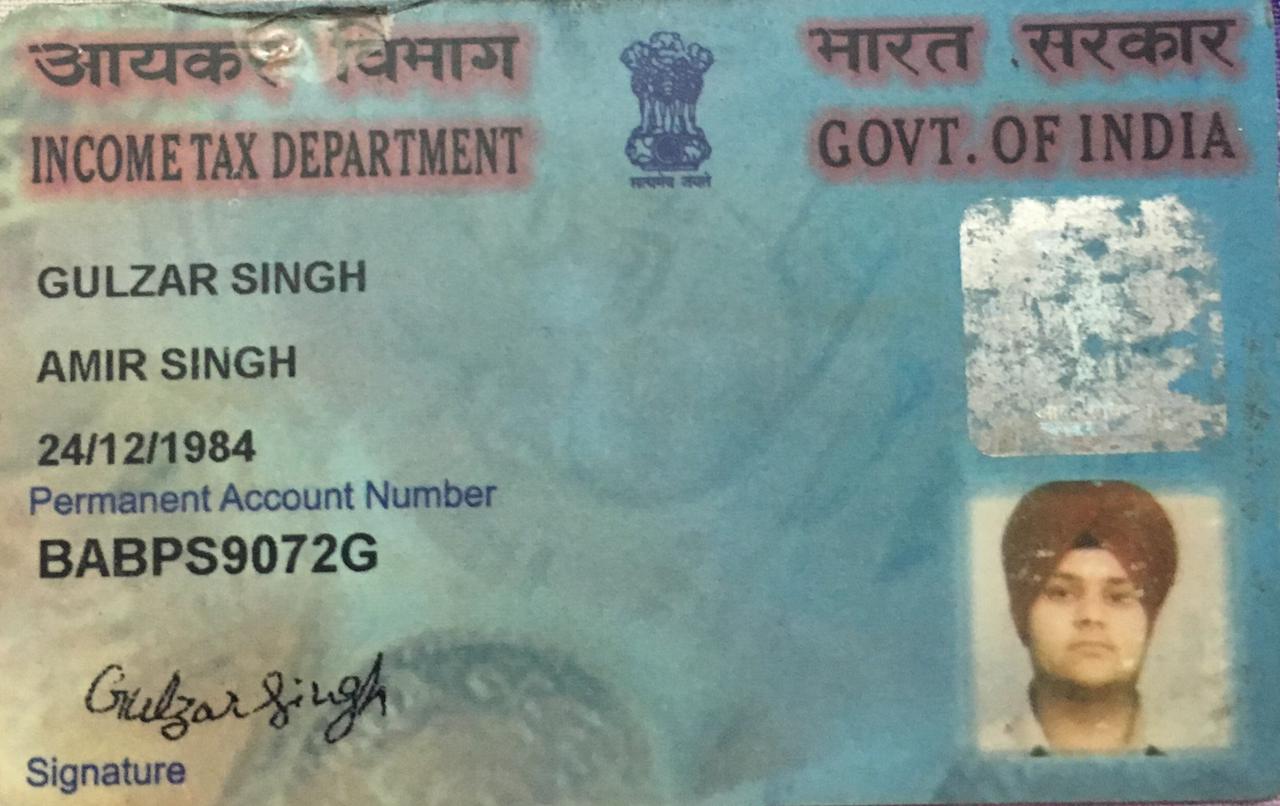 आयकर विभाग
INCOME TAX DEPARTMENT
सत्यमेव जयते
भारत सरकार
GOVT. OF INDIA
GULZAR SINGH
AMIR SINGH
24/12/1984
Permanent Account Number
BABPS9072G
Gulzar Singh
Signature